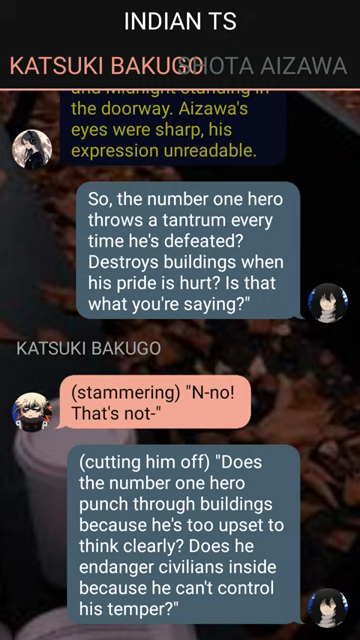 INDIAN TS
KATSUKI BAKUGO SHOTA AIZAWA
and Midnight standing in
the doorway. Aizawa's
eyes were sharp, his
expression unreadable.
So, the number one hero
throws a tantrum every
time he's defeated?
Destroys buildings when
his pride is hurt? Is that
what you're saying?"
KATSUKI BAKUGO
(stammering) "N-no!
That's not-"
(cutting him off) "Does
the number one hero
punch through buildings
because he's too upset to
think clearly? Does he
endanger civilians inside
because he can't control
his temper?"